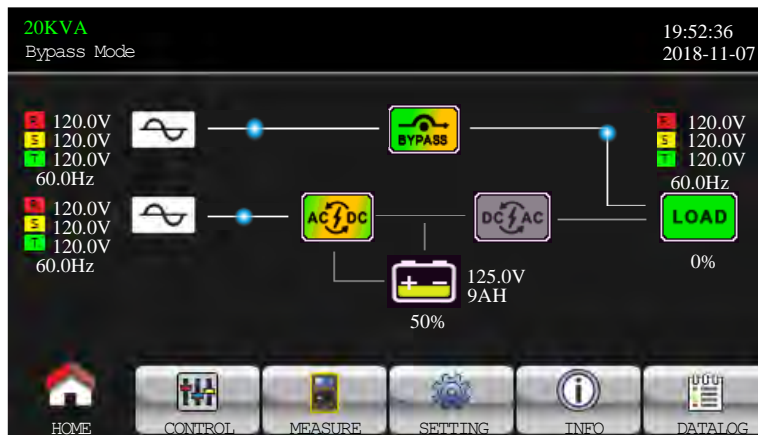 20KVA
Bypass Mode
19:52:36
2018-11-07
R 120.0V
S 120.0V
T 120.0V
60.0Hz
BYPASS
R 120.0V
S 120.0V
T 120.0V
60.0Hz
R 120.0V
S 120.0V
T 120.0V
60.0Hz
AC DC
DC AC
LOAD
0%
125.0V
9AH
50%
HOME
CONTROL
MEASURE
SETTING
INFO
DATALOG